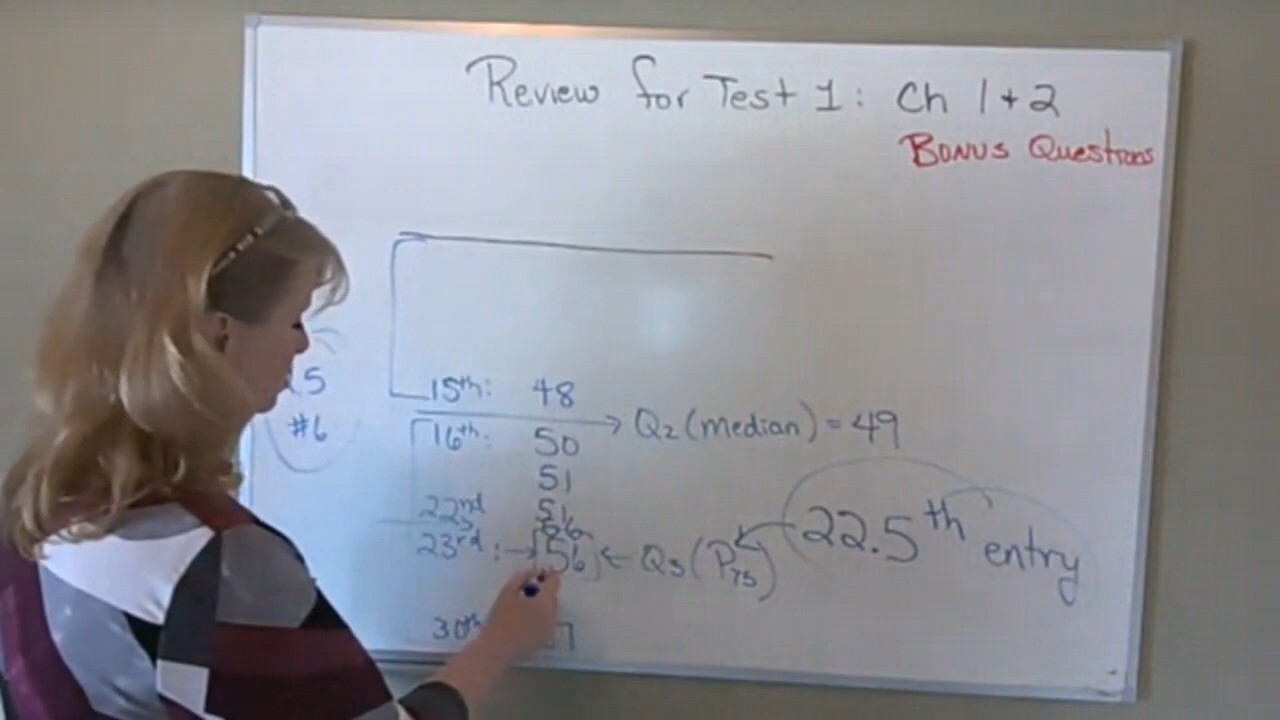 Review for Test 1: Ch 1 + 2
Bonus Questions
15th: 48
Q2 (median) = 49
#6
16th: 50
51
22nd 51
23rd: → [56] ← Q3 (P75) 22.5th entry
30th